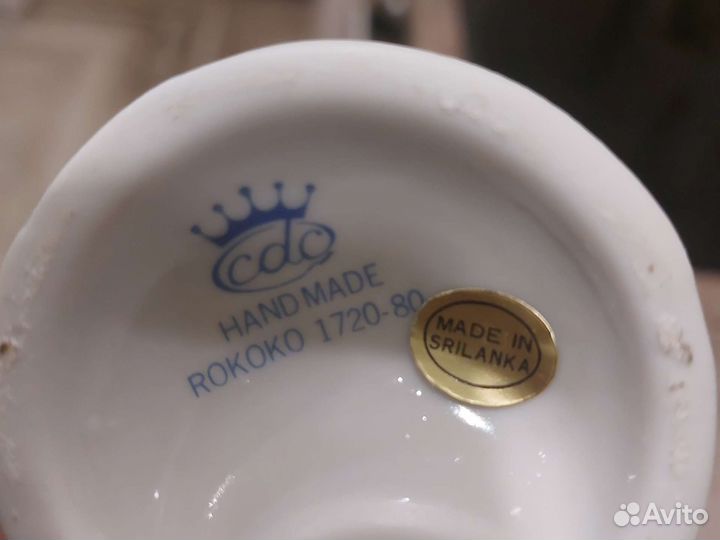 cdc
HAND MADE
ROKOKO 1720-80
MADE IN
SRILANKA
Avito